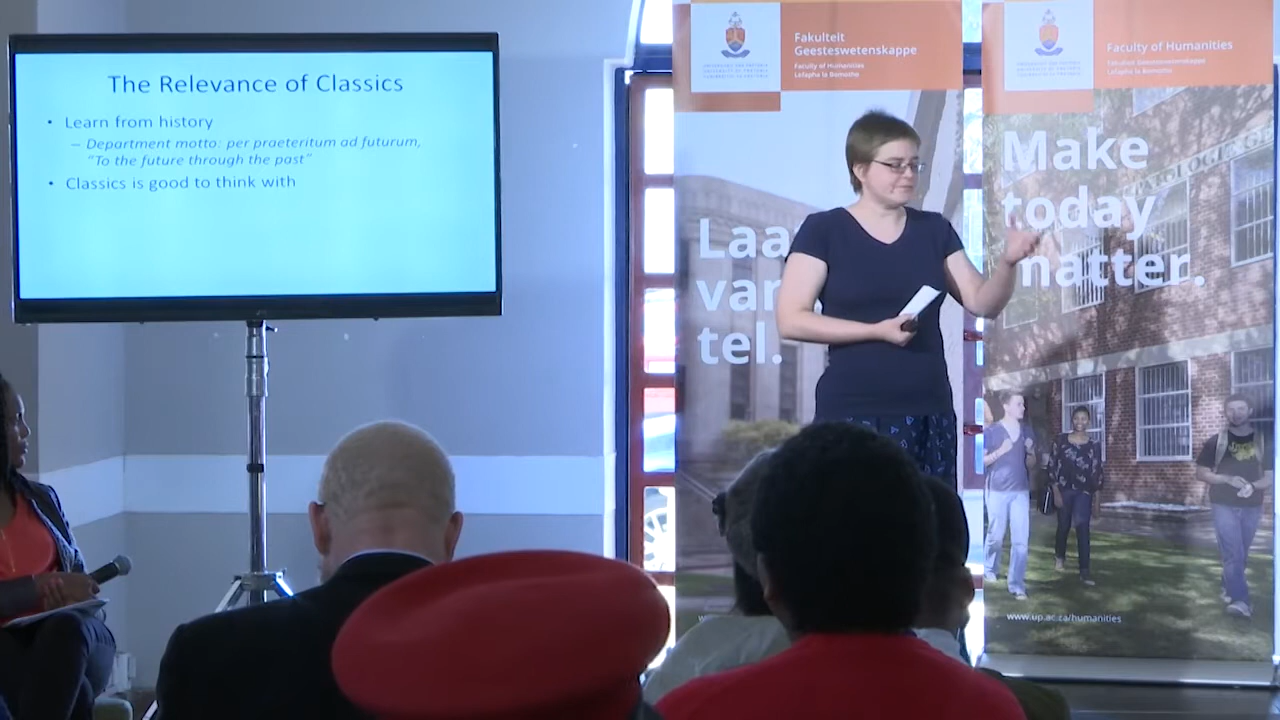 The Relevance of Classics
• Learn from history
– Department motto: per praeteritum ad futurum,
"To the future through the past"
• Classics is good to think with
Fakulteit
Geesteswetenskappe
Faculty of Humanities
Lefapha la Bomotho
Laa
van
tel.
Faculty of Humanities
Fakulteit Geesteswetenskappe
Lefapha la Bomotho
Make
today
matter.
www.up.ac.za/humanities